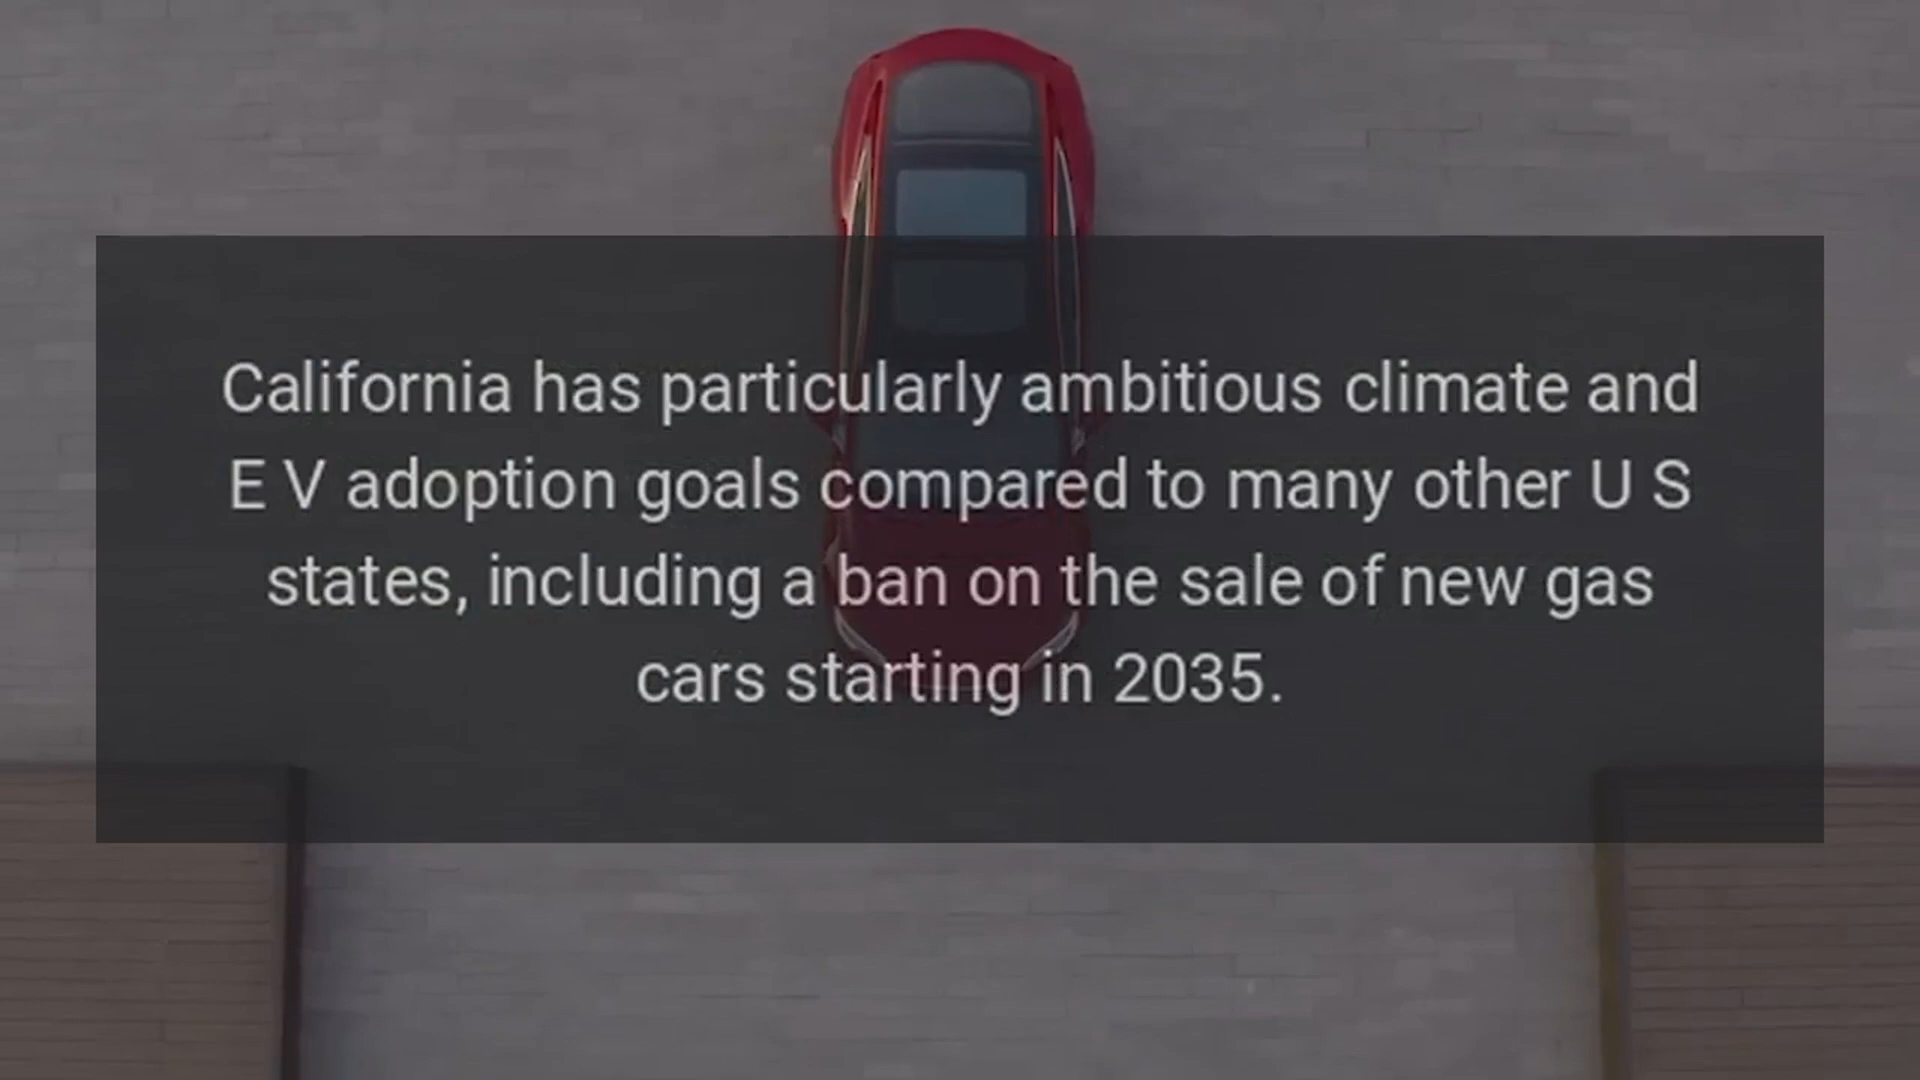 California has particularly ambitious climate and
E V adoption goals compared to many other U S
states, including a ban on the sale of new gas
cars starting in 2035.